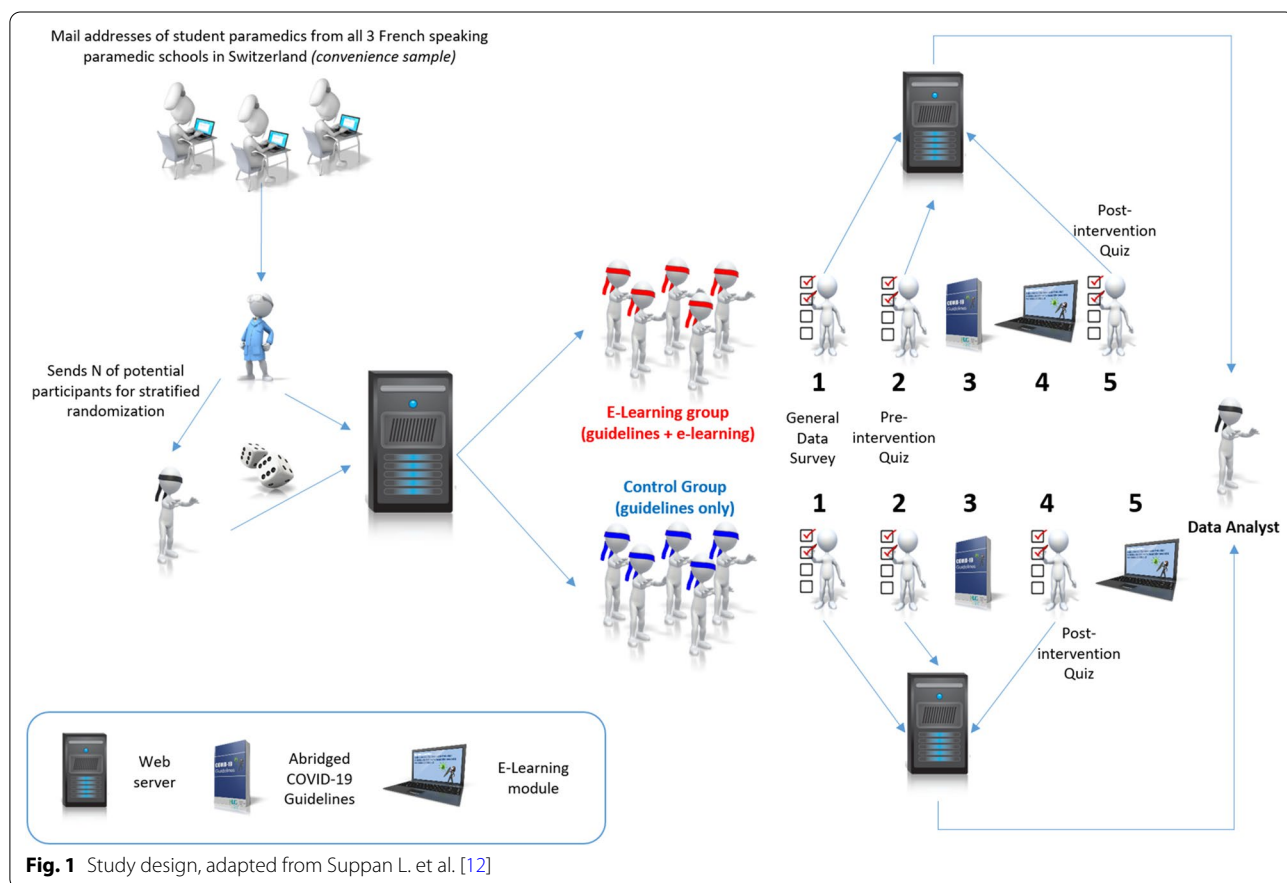 Mail addresses of student paramedics from all 3 French speaking
paramedic schools in Switzerland (convenience sample)
Sends N of potential
participants for stratified
randomization
E-Learning group
(guidelines + e-learning)
Control Group
(guidelines only)
Post-
intervention
Quiz
1
2
3
4
5
General
Data
Survey
Pre-
intervention
Quiz
1
2
3
4
5
Post-
intervention
Quiz
Data Analyst
Web
server
Abridged
COVID-19
Guidelines
E-Learning
module
Fig. 1 Study design, adapted from Suppan L. et al. [12]